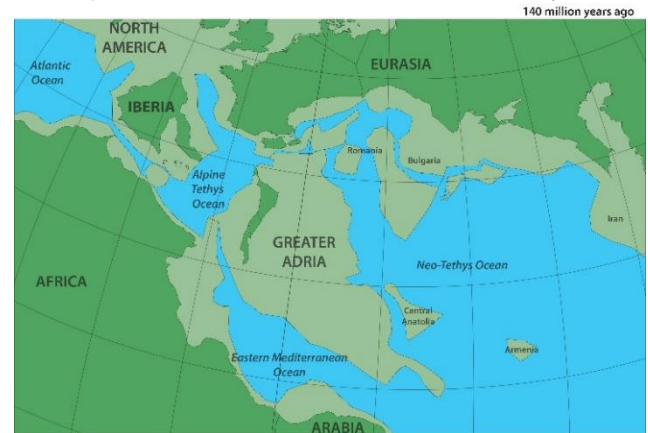 140 million years ago
NORTH
AMERICA
Atlantic
Ocean
EURASIA
IBERIA
Romania
Bulgaria
Alpine
Tethys
Ocean
Iran
GREATER
ADRIA
Neo-Tethys Ocean
AFRICA
Central
Anatolia
Armenia
Eastern Mediterranean
Ocean
ARABIA